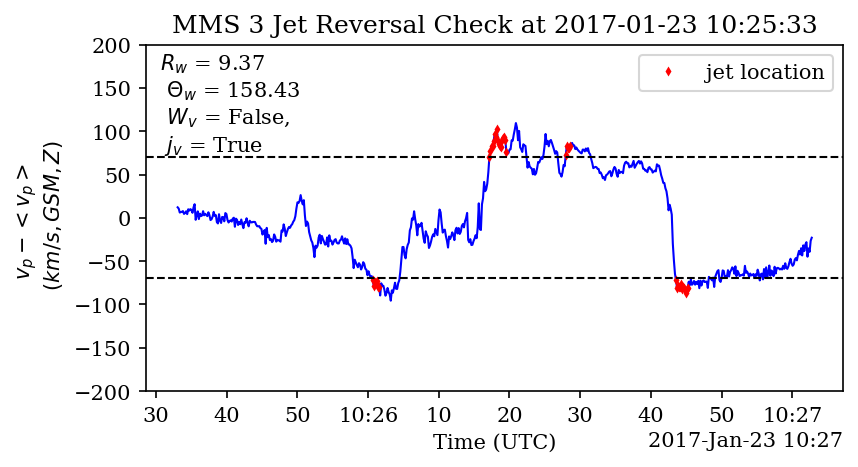 MMS 3 Jet Reversal Check at 2017-01-23 10:25:33
200
150
100
50
0
−50
−100
−150
−200
v_p − < v_p >
(km/s, GSM, Z)
R_w = 9.37
Θ_w = 158.43
W_v = False,
j_v = True
jet location
30 40 50 10:26 10 20 30 40 50 10:27
Time (UTC)
2017-Jan-23 10:27